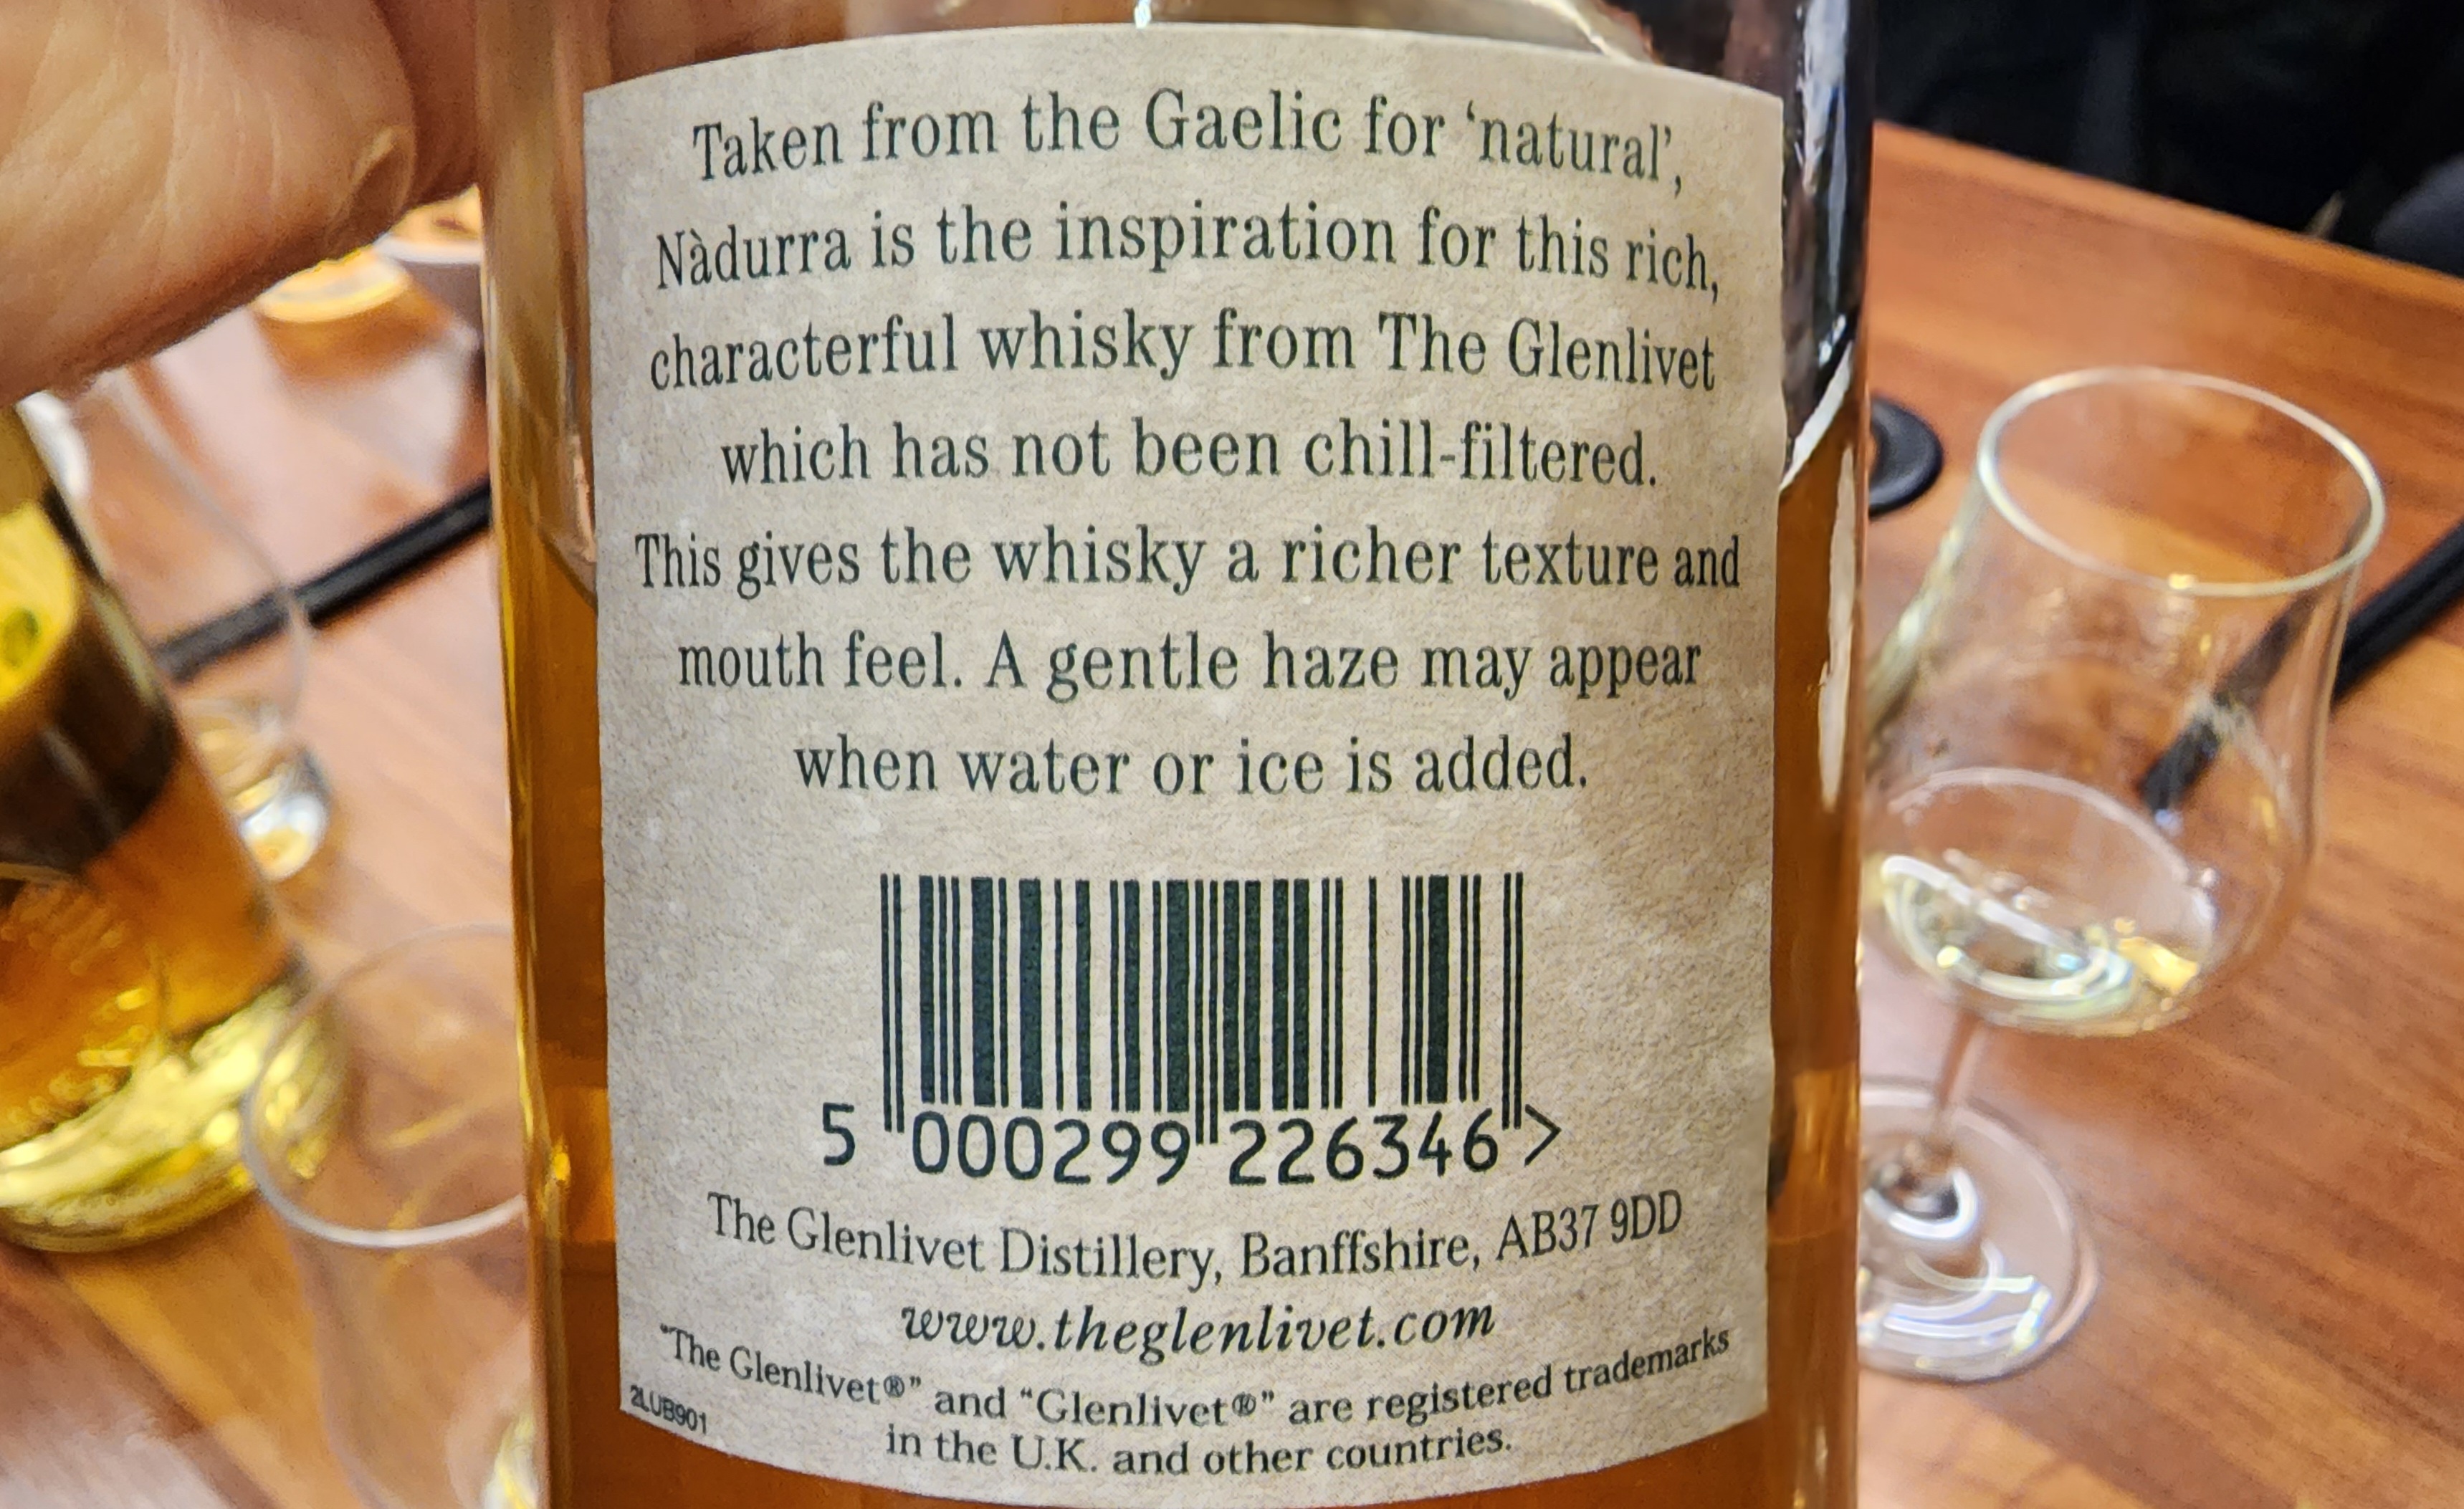 Taken from the Gaelic for ‘natural’,
Nàdurra is the inspiration for this rich,
characterful whisky from The Glenlivet
which has not been chill-filtered.
This gives the whisky a richer texture and
mouth feel. A gentle haze may appear
when water or ice is added.
5 000299 226346 >
The Glenlivet Distillery, Banffshire, AB37 9DD
www.theglenlivet.com
“The Glenlivet®” and “Glenlivet®” are registered trademarks
in the U.K. and other countries.
2LUB901